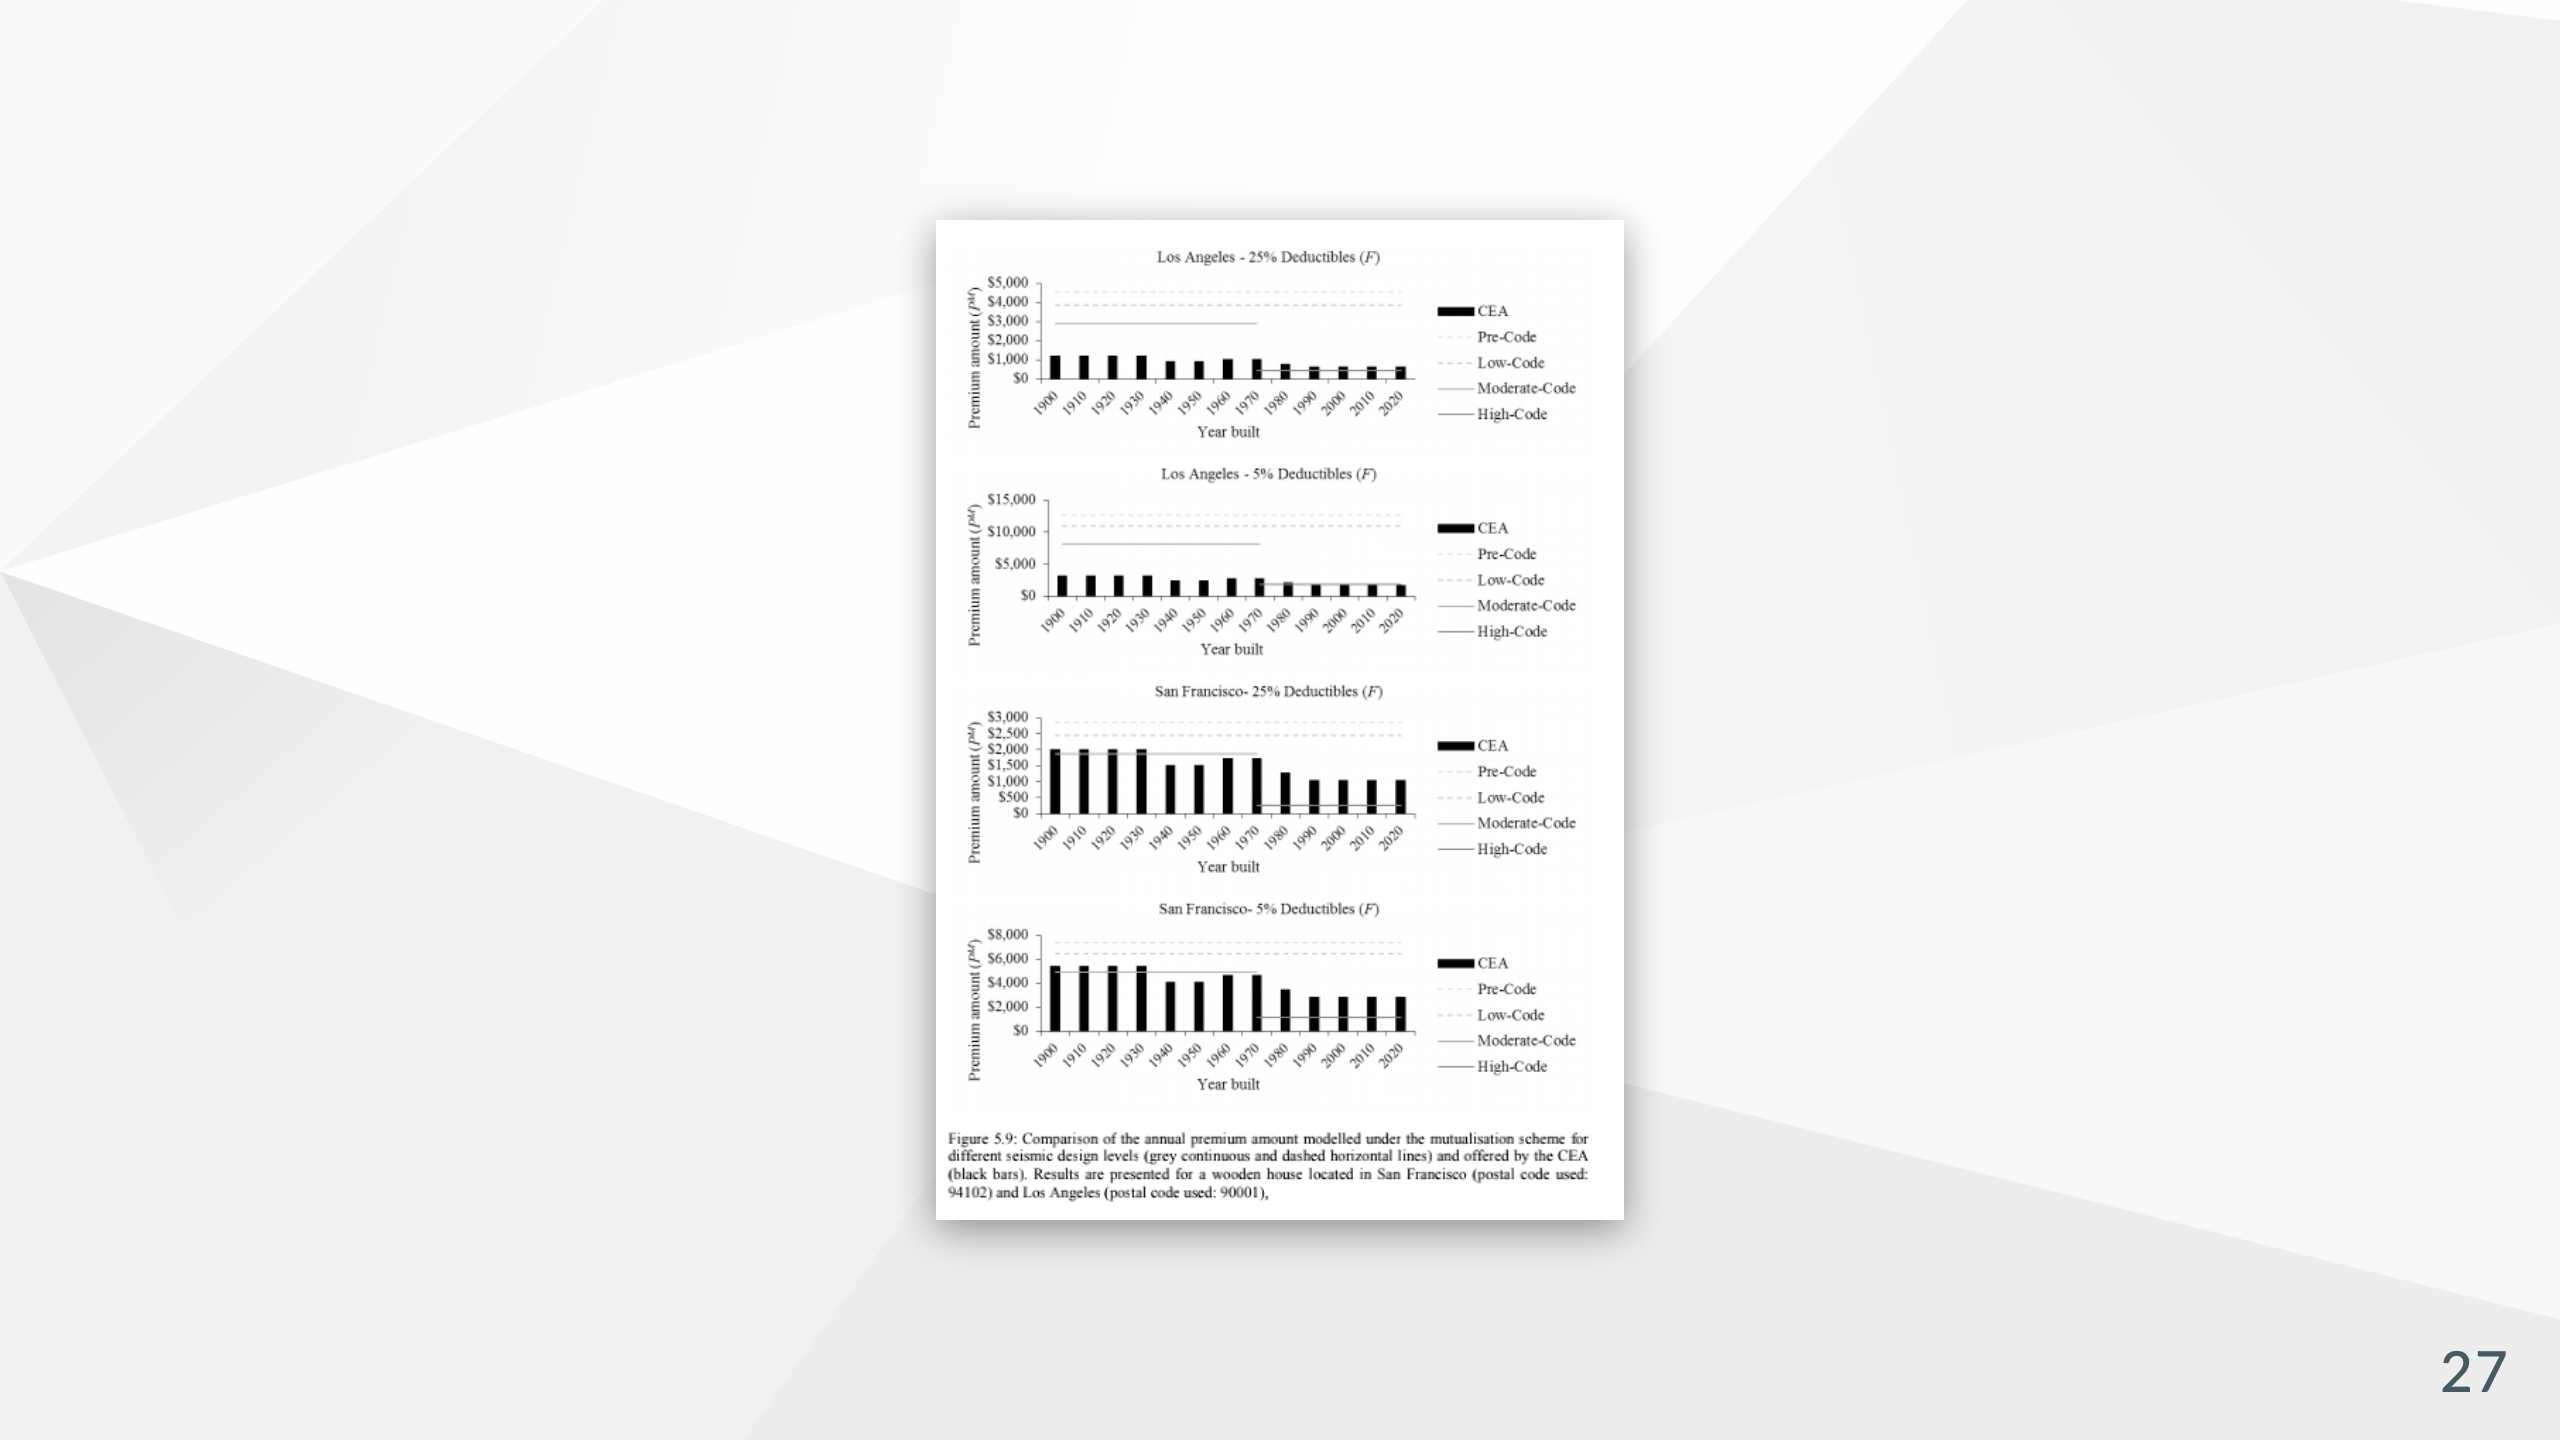 Los Angeles - 25% Deductibles (F)
Premium amount (Pᴹ)
$5,000
$4,000
$3,000
$2,000
$1,000
$0
1900 1910 1920 1930 1940 1950 1960 1970 1980 1990 2000 2010 2020
Year built
CEA
Pre-Code
Low-Code
Moderate-Code
High-Code
Los Angeles - 5% Deductibles (F)
Premium amount (Pᴹ)
$15,000
$10,000
$5,000
$0
1900 1910 1920 1930 1940 1950 1960 1970 1980 1990 2000 2010 2020
Year built
CEA
Pre-Code
Low-Code
Moderate-Code
High-Code
San Francisco- 25% Deductibles (F)
Premium amount (Pᴹ)
$3,000
$2,500
$2,000
$1,500
$1,000
$500
$0
1900 1910 1920 1930 1940 1950 1960 1970 1980 1990 2000 2010 2020
Year built
CEA
Pre-Code
Low-Code
Moderate-Code
High-Code
San Francisco- 5% Deductibles (F)
Premium amount (Pᴹ)
$8,000
$6,000
$4,000
$2,000
$0
1900 1910 1920 1930 1940 1950 1960 1970 1980 1990 2000 2010 2020
Year built
CEA
Pre-Code
Low-Code
Moderate-Code
High-Code
Figure 5.9: Comparison of the annual premium amount modelled under the mutualisation scheme for
different seismic design levels (grey continuous and dashed horizontal lines) and offered by the CEA
(black bars). Results are presented for a wooden house located in San Francisco (postal code used:
94102) and Los Angeles (postal code used: 90001),
27